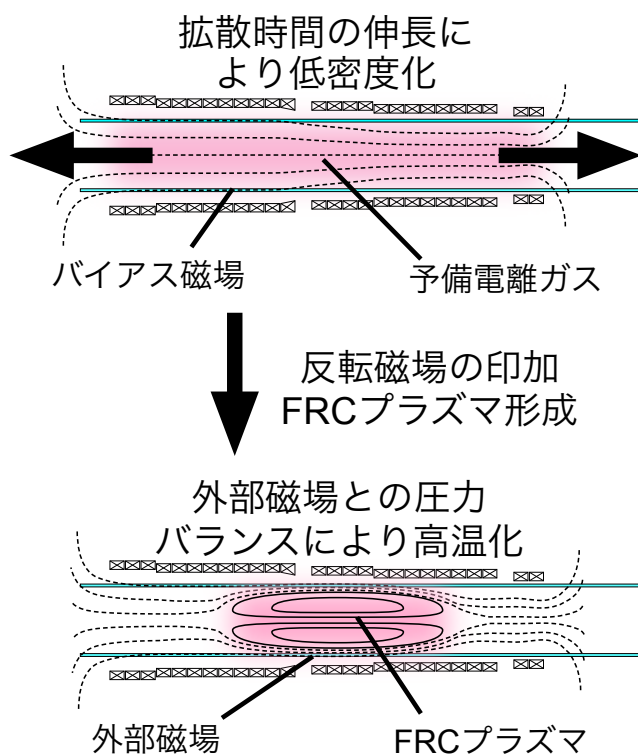 拡散時間の伸長に
より低密度化
バイアス磁場
予備電離ガス
反転磁場の印加
FRCプラズマ形成
外部磁場との圧力
バランスにより高温化
外部磁場
FRCプラズマ